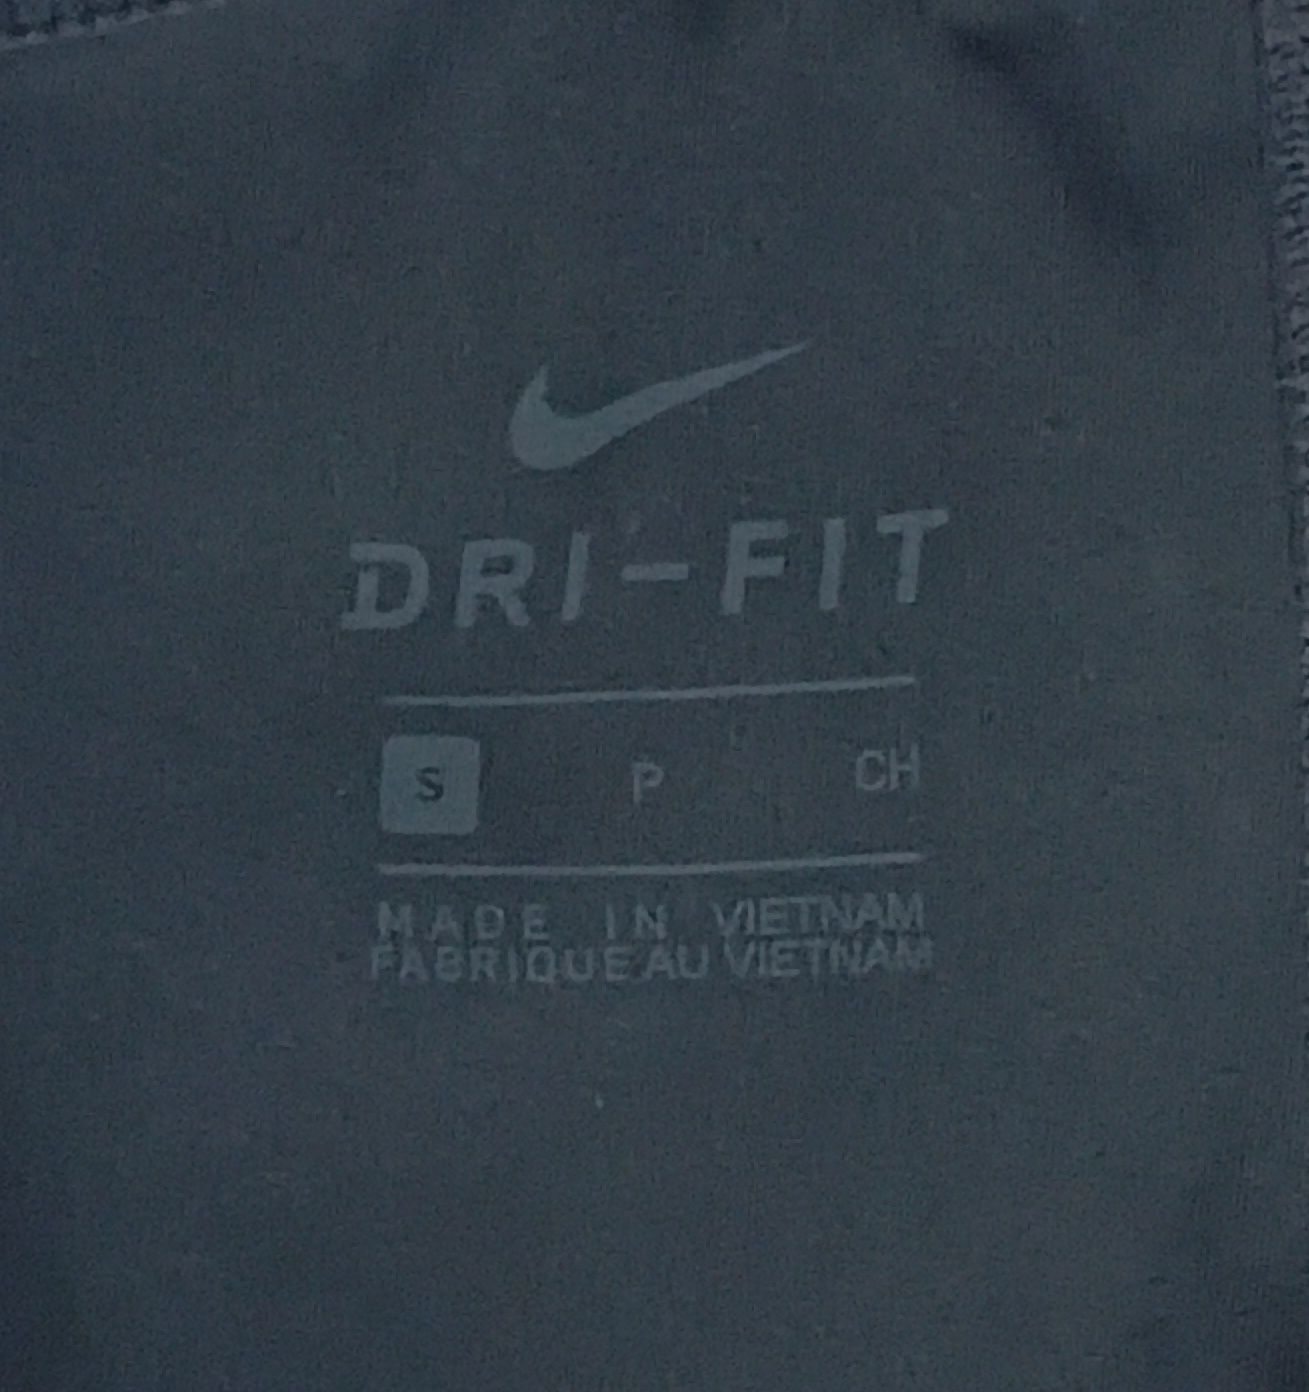 DRI-FIT
S P CH
MADE IN VIETNAM
FABRIQUE AU VIETNAM